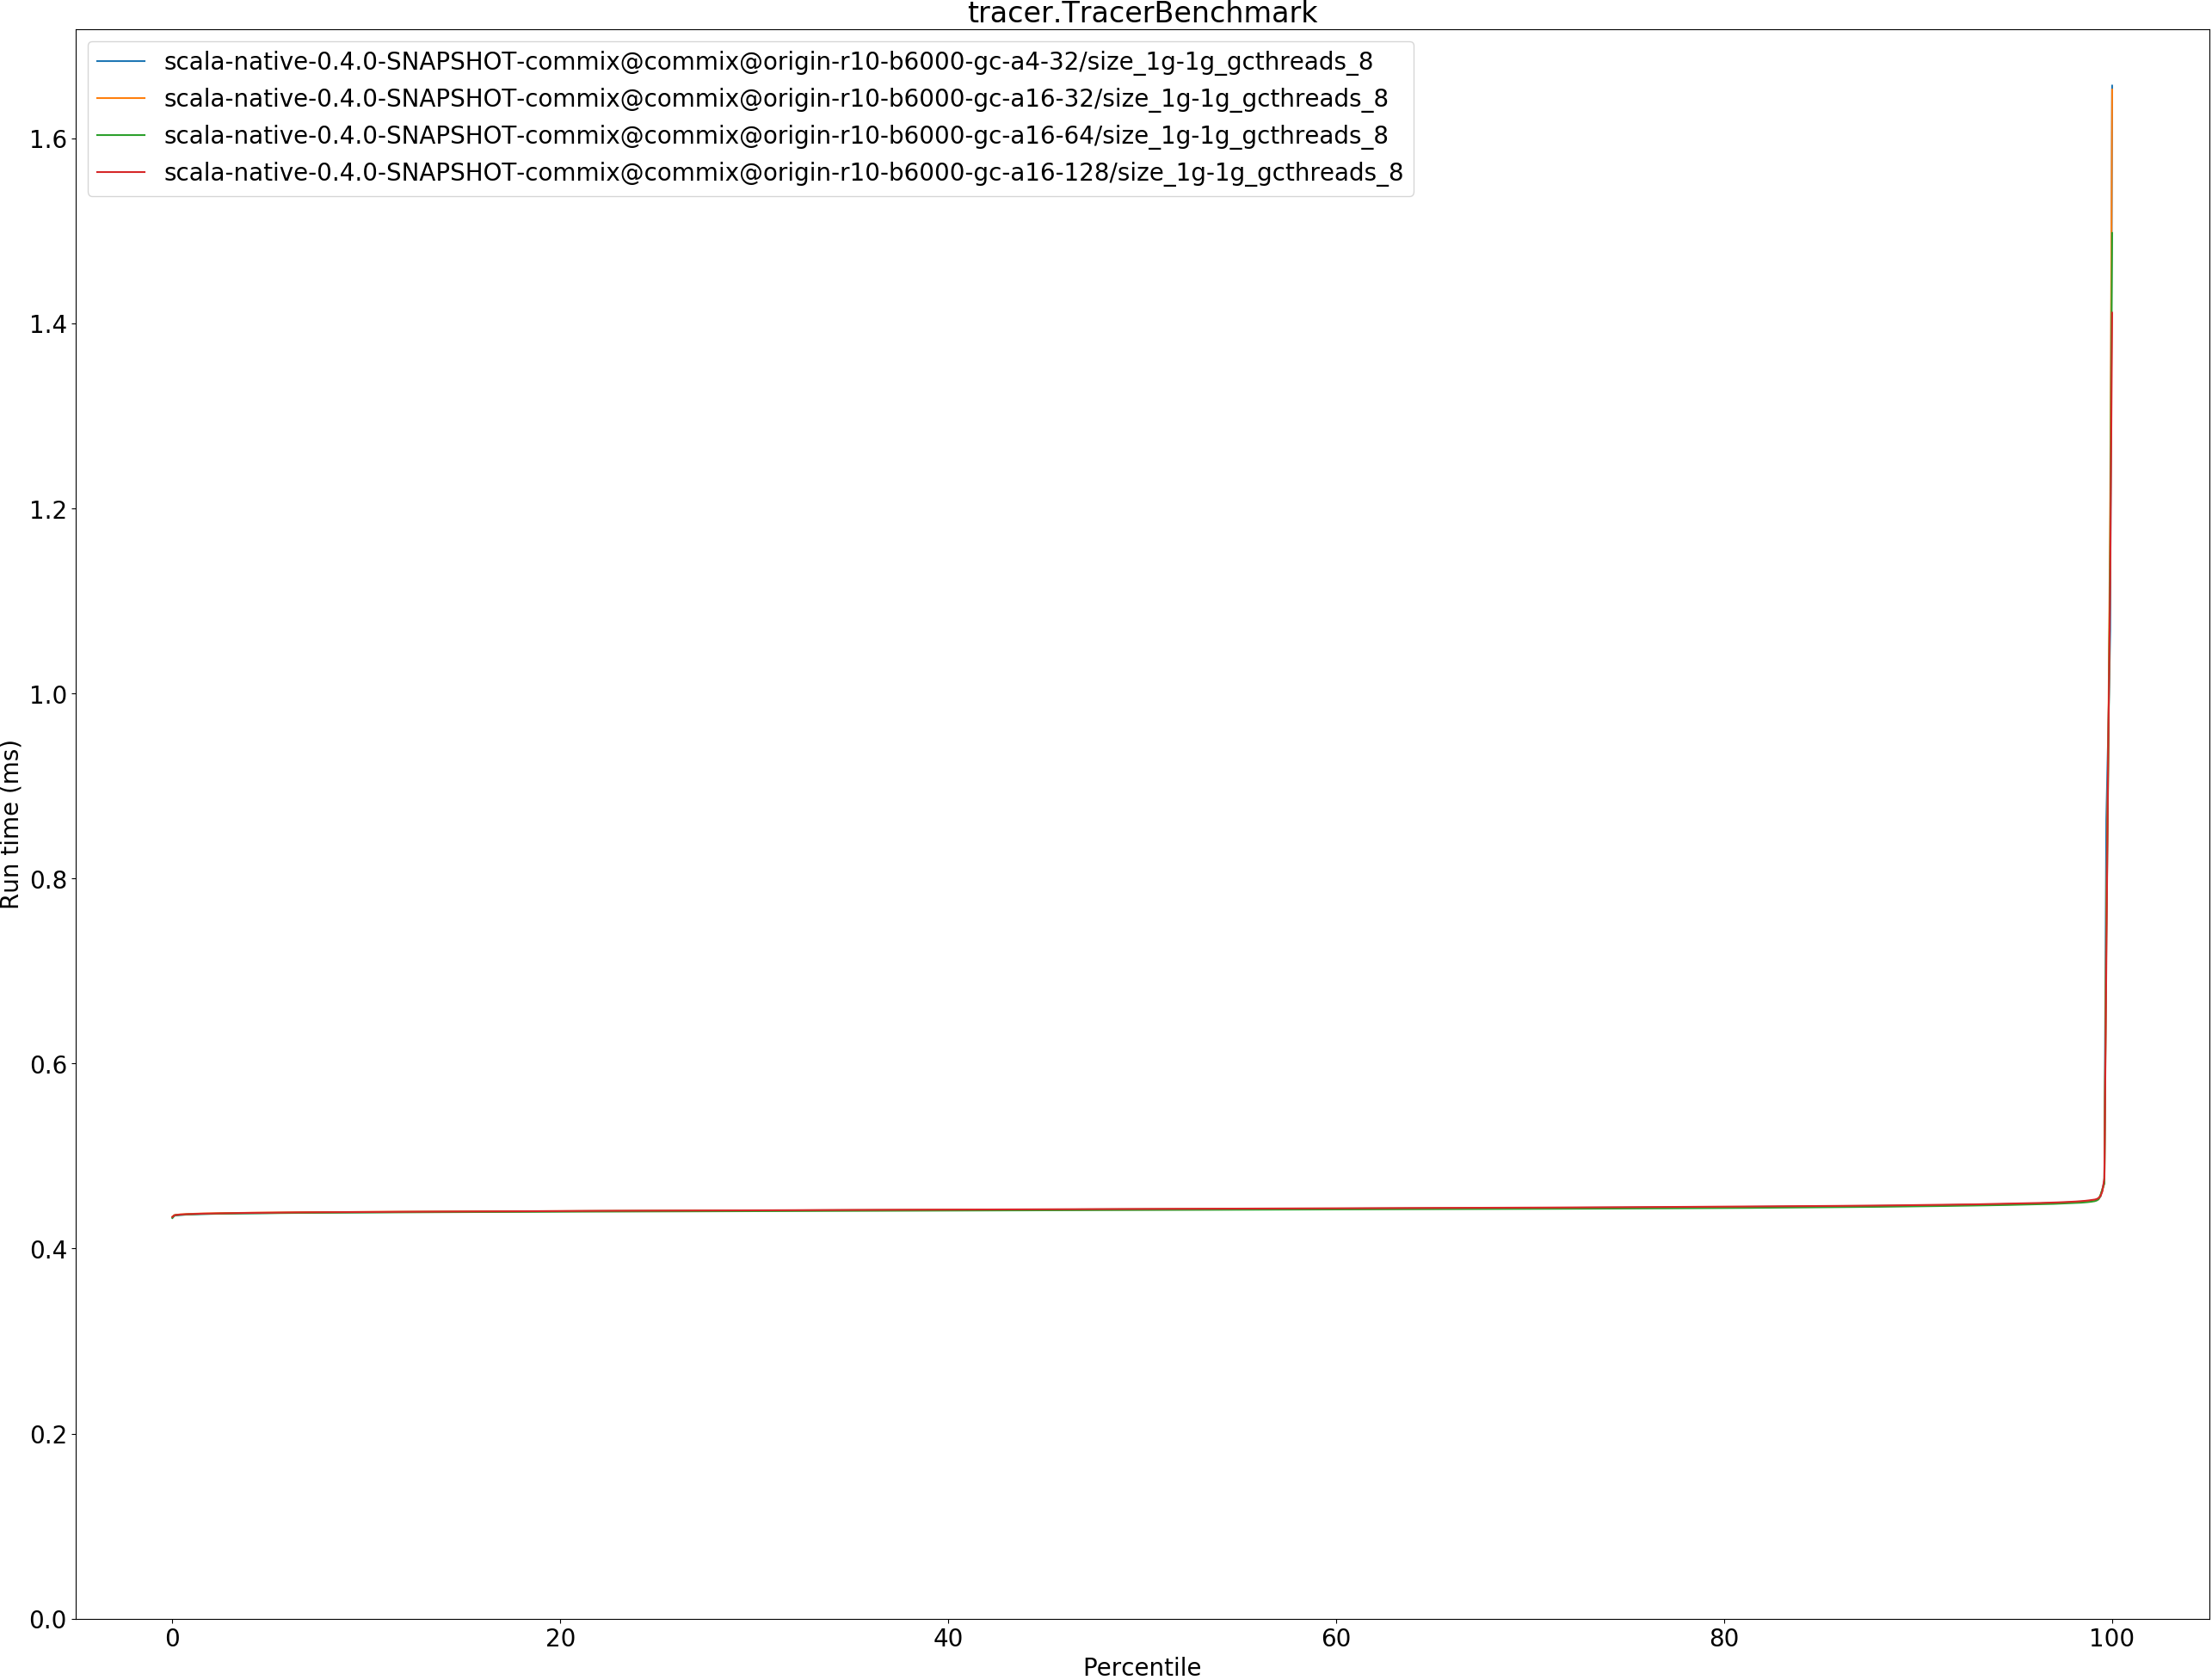 tracer.TracerBenchmark
scala-native-0.4.0-SNAPSHOT-commix@commix@origin-r10-b6000-gc-a4-32/size_1g-1g_gcthreads_8
scala-native-0.4.0-SNAPSHOT-commix@commix@origin-r10-b6000-gc-a16-32/size_1g-1g_gcthreads_8
scala-native-0.4.0-SNAPSHOT-commix@commix@origin-r10-b6000-gc-a16-64/size_1g-1g_gcthreads_8
scala-native-0.4.0-SNAPSHOT-commix@commix@origin-r10-b6000-gc-a16-128/size_1g-1g_gcthreads_8
1.6
1.4
1.2
1.0
0.8
0.6
0.4
0.2
0.0
Run time (ms)
0 20 40 60 80 100
Percentile